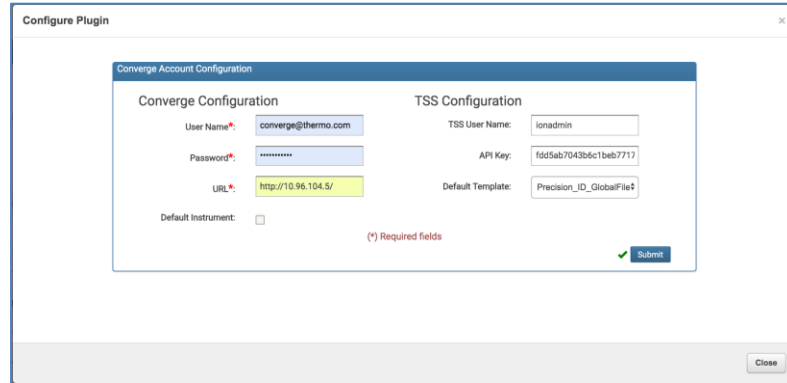 Configure Plugin
×
Converge Account Configuration
Converge Configuration
User Name*: converge@thermo.com
Password*: •••••••••••
URL*: http://10.96.104.5/
Default Instrument:
TSS Configuration
TSS User Name: ionadmin
API Key: fdd5ab7043b6c1beb7717
Default Template: Precision_ID_GlobalFile
(*) Required fields
Submit
Close